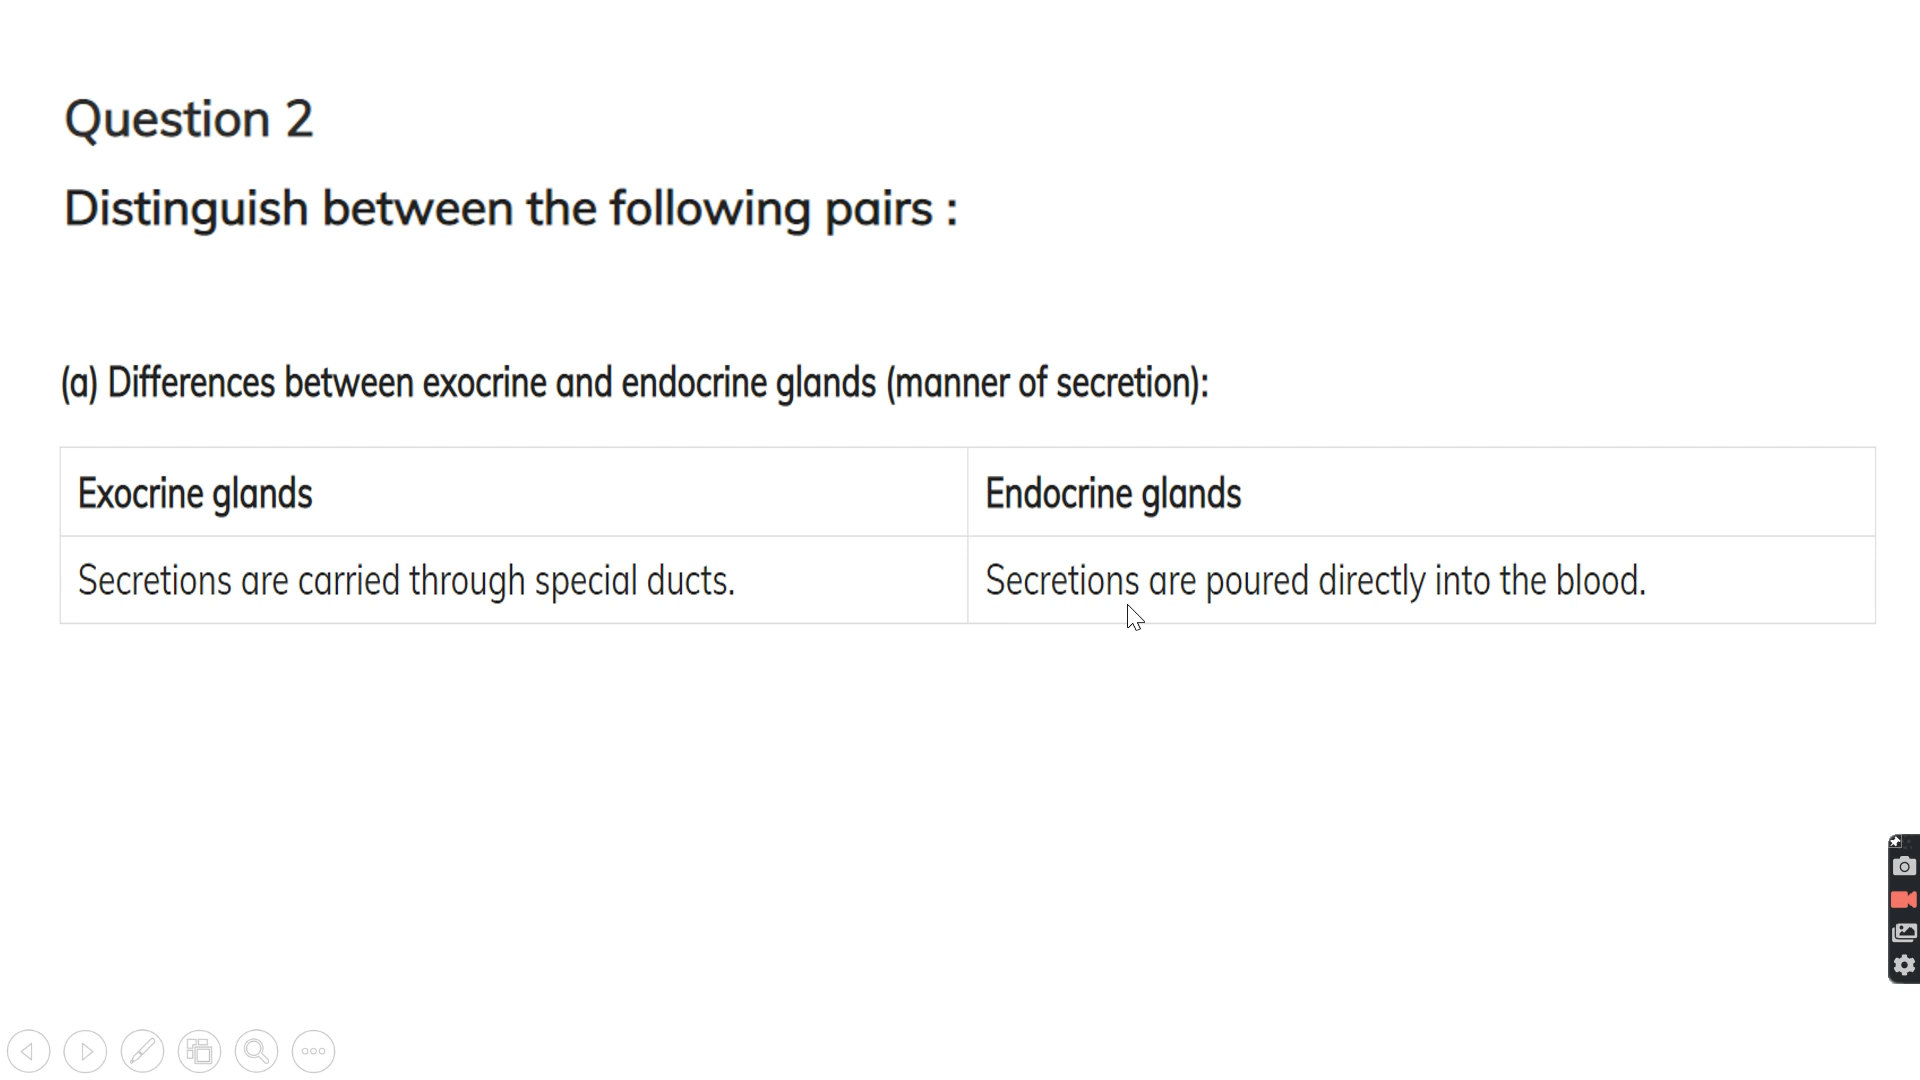 Question 2
Distinguish between the following pairs :
(a) Differences between exocrine and endocrine glands (manner of secretion):
Exocrine glands
Endocrine glands
Secretions are carried through special ducts.
Secretions are poured directly into the blood.